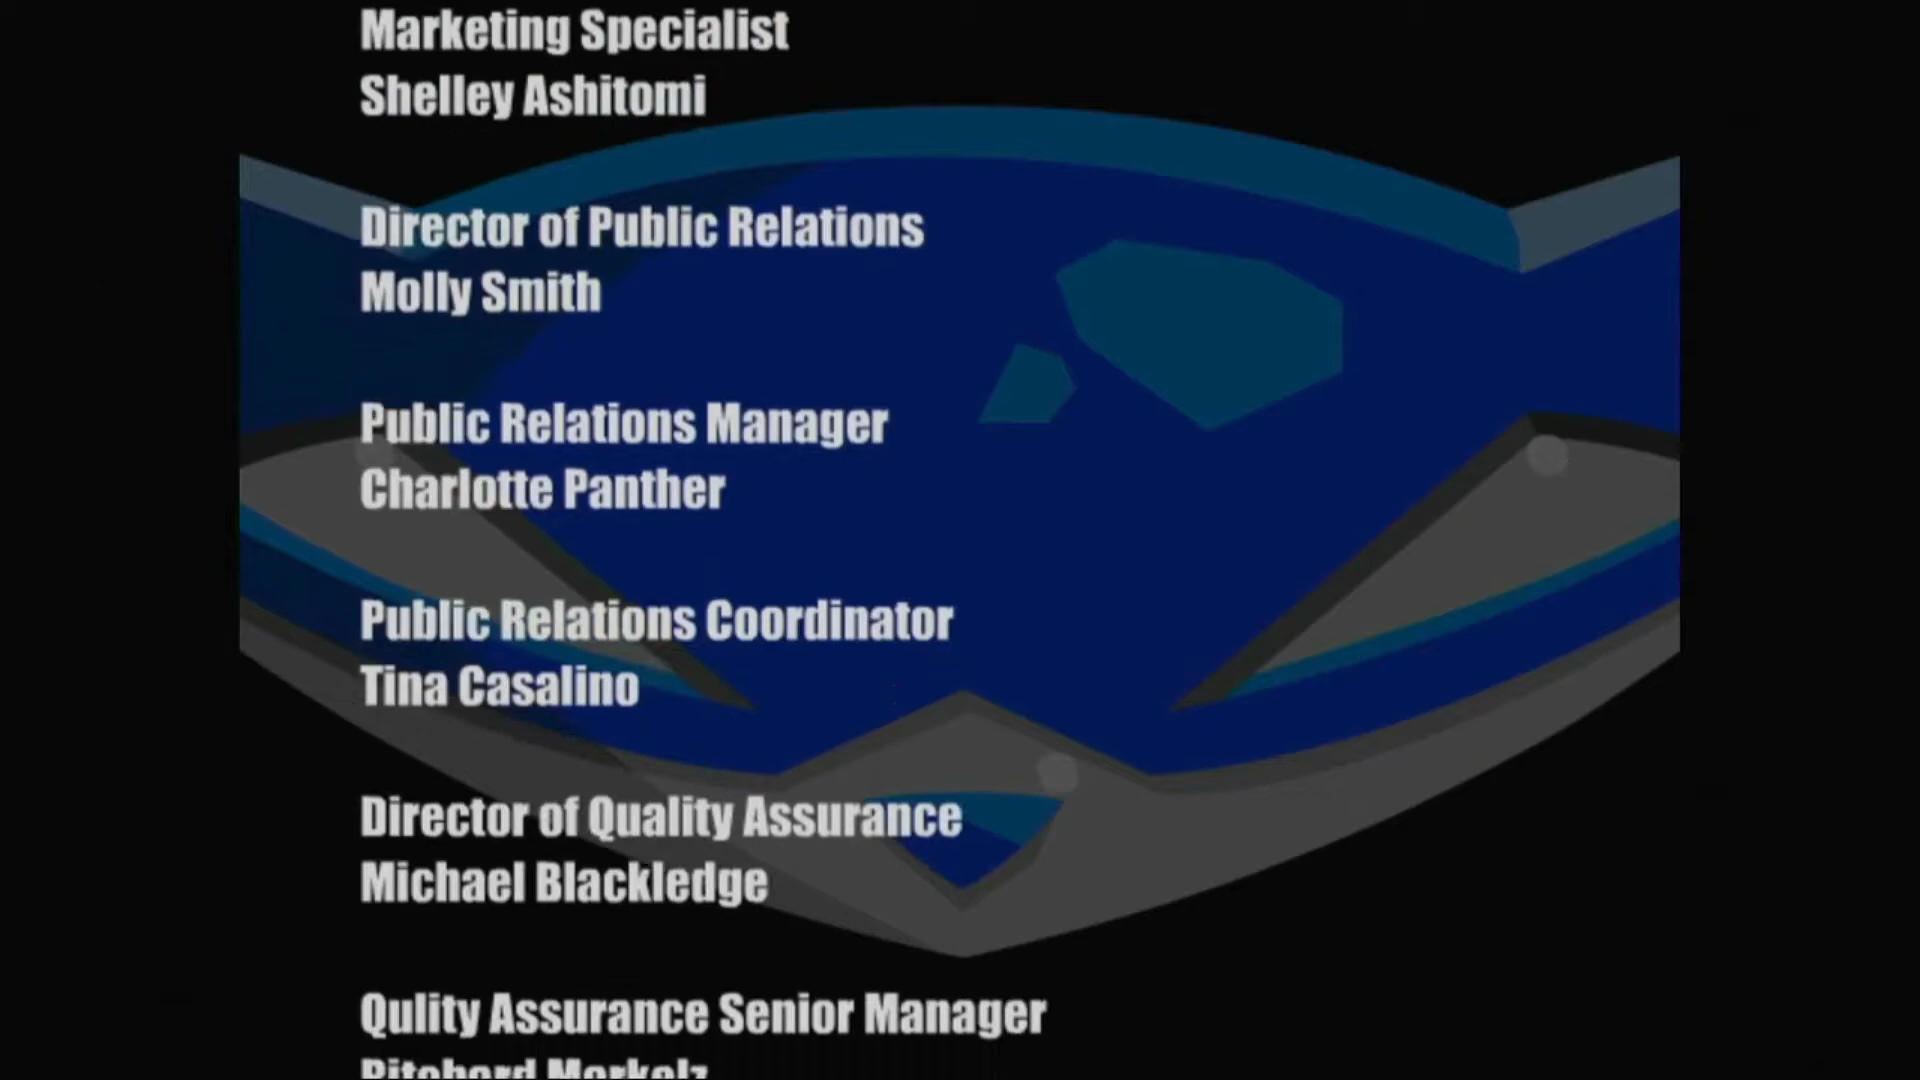 Marketing Specialist
Shelley Ashitomi
Director of Public Relations
Molly Smith
Public Relations Manager
Charlotte Panther
Public Relations Coordinator
Tina Casalino
Director of Quality Assurance
Michael Blackledge
Qulity Assurance Senior Manager